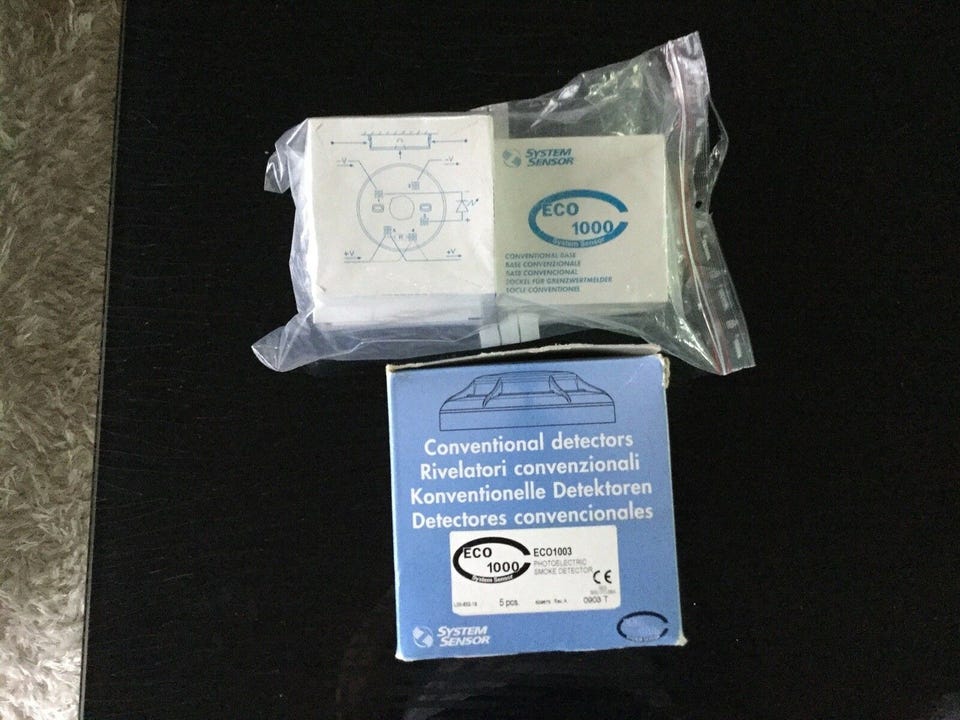 -V
-V
+
+V
+V
SYSTEM
SENSOR
ECO
1000
System Sensor
CONVENTIONAL BASE
BASE CONVENZIONALE
BASE CONVENCIONAL
SOCKEL FÜR GRENZWERTMELDER
SOCLE CONVENTIONEL
Conventional detectors
Rivelatori convenzionali
Konventionelle Detektoren
Detectores convencionales
ECO
1000
System Sensor
ECO1003
PHOTOELECTRIC
SMOKE DETECTOR
CE
5 pcs.
Rev. A
0903 T
SYSTEM
SENSOR